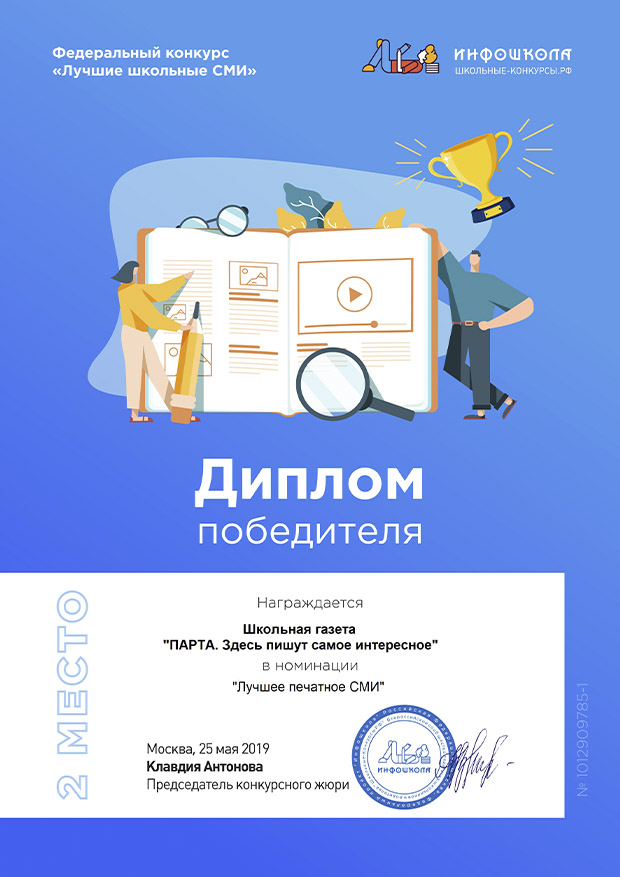 Федеральный конкурс
«Лучшие школьные СМИ»
ИНФОШКОЛА
ШКОЛЬНЫЕ-КОНКУРСЫ.РФ
Диплом
победителя
2 МЕСТО
Награждается
Школьная газета
"ПАРТА. Здесь пишут самое интересное"
в номинации
"Лучшее печатное СМИ"
Москва, 25 мая 2019
Клавдия Антонова
Председатель конкурсного жюри
ИНФОШКОЛА
№ 1012909785-1